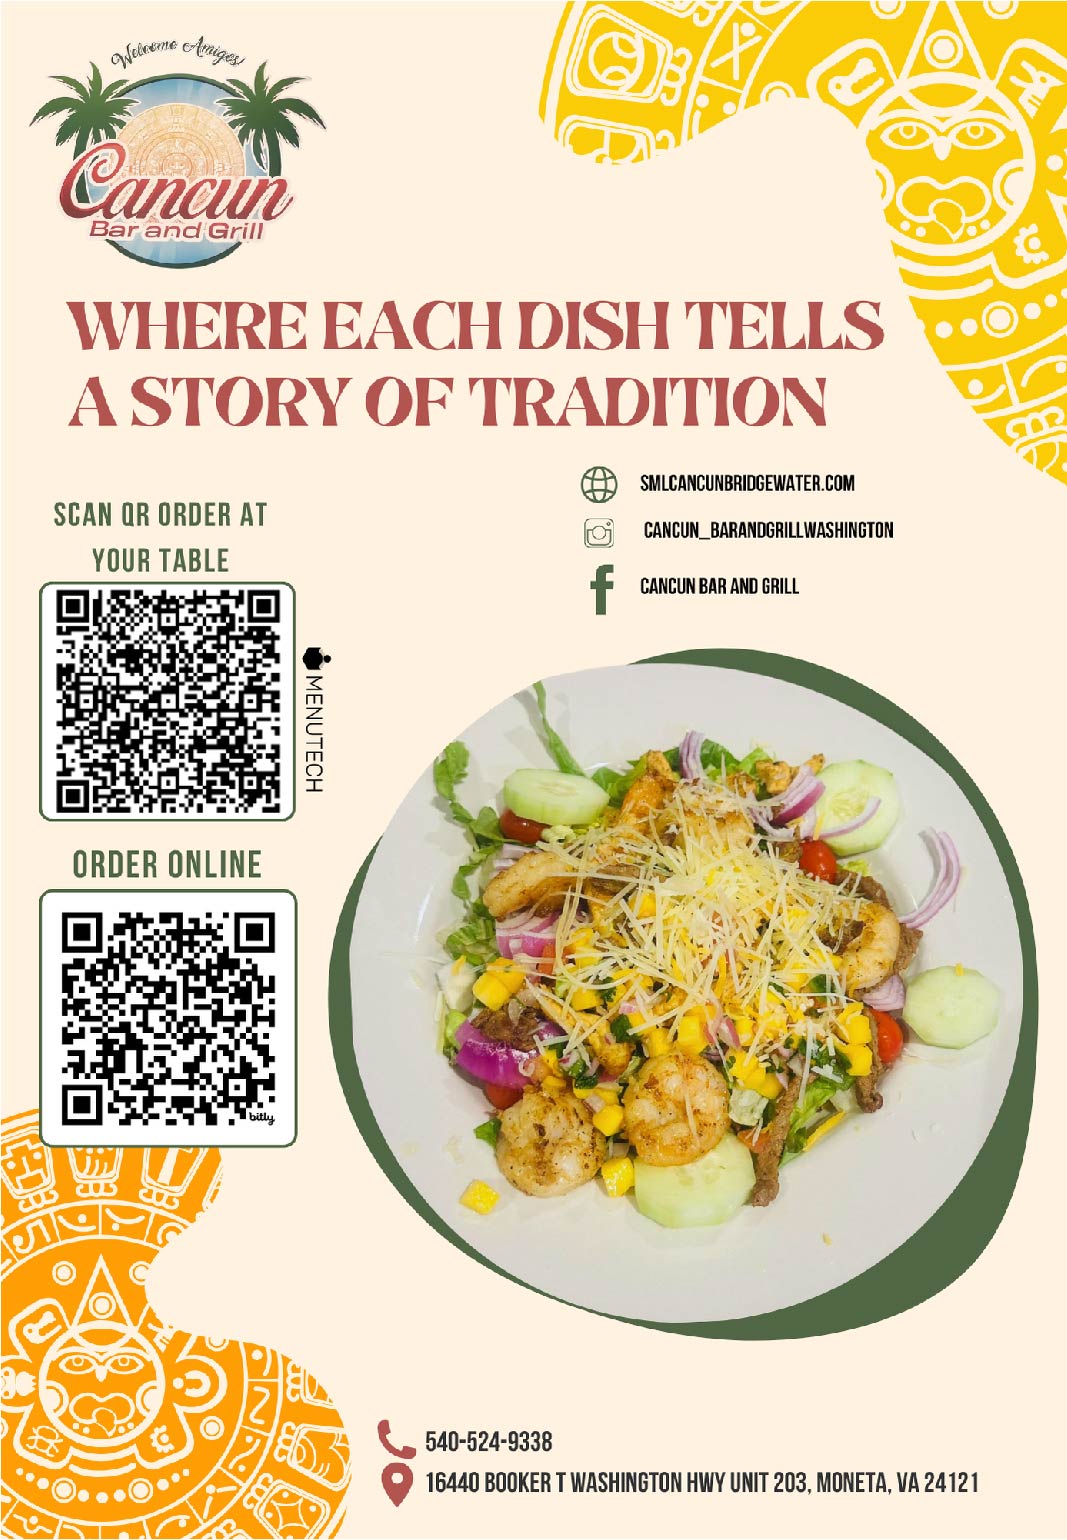 Welcome Amigos!
Cancun
Bar and Grill
WHERE EACH DISH TELLS
A STORY OF TRADITION
SMLCANCUNBRIDGEWATER.COM
CANCUN_BARANDGRILLWASHINGTON
CANCUN BAR AND GRILL
SCAN QR ORDER AT
YOUR TABLE
MENUTECH
ORDER ONLINE
bitly
540-524-9338
16440 BOOKER T WASHINGTON HWY UNIT 203, MONETA, VA 24121